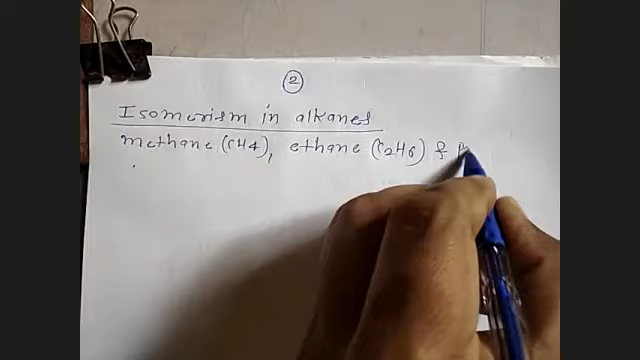 2
Isomerism in alkanes
methane (CH4), ethane (C2H6) & p